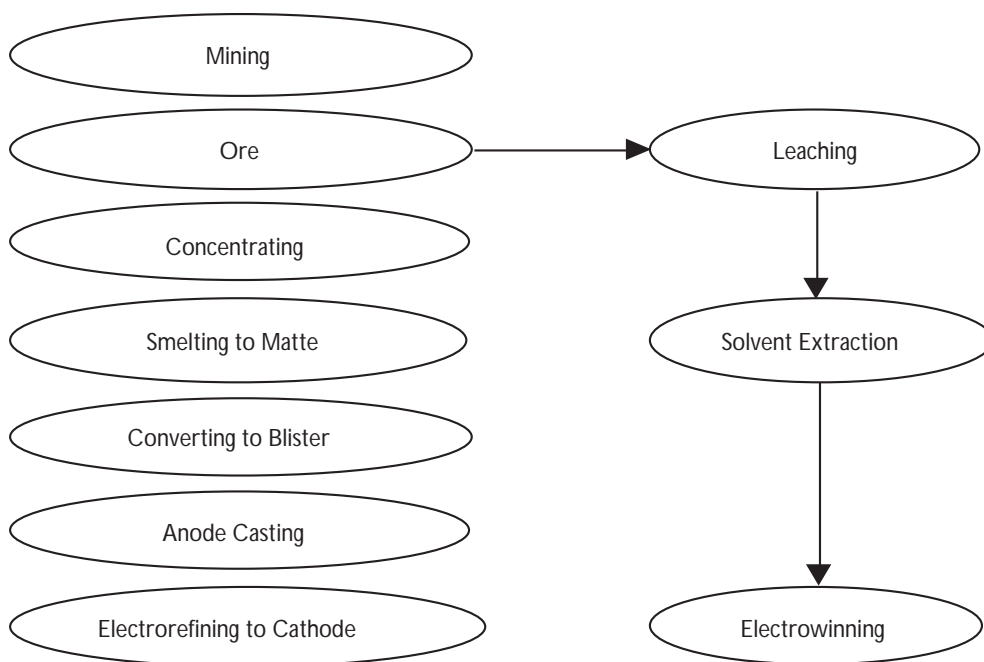 Mining
Ore
Leaching
Concentrating
Smelting to Matte
Solvent Extraction
Converting to Blister
Anode Casting
Electrorefining to Cathode
Electrowinning